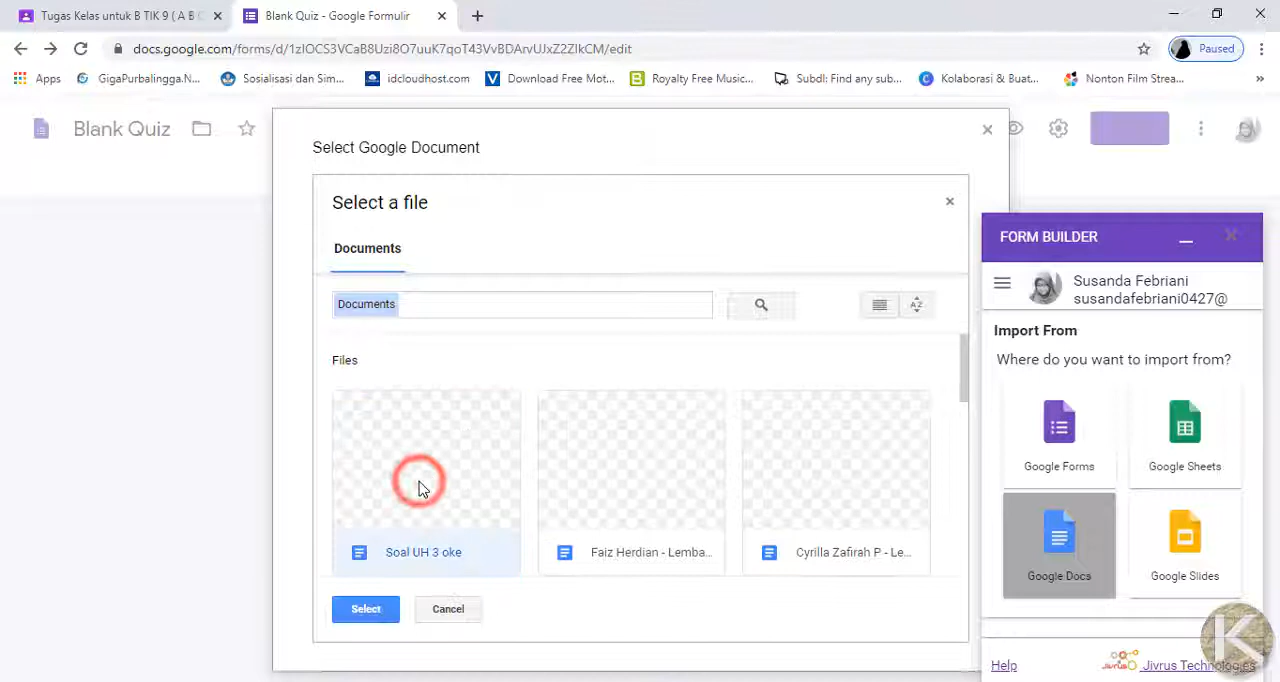 Tugas Kelas untuk B TIK 9 ( A B C
Blank Quiz - Google Formulir
docs.google.com/forms/d/1zIOCS3VCaB8Uzi8O7uuK7qoT43VvBDArvUJxZ2ZIkCM/edit
Paused
Apps
GigaPurbalingga.N...
Sosialisasi dan Sim...
idcloudhost.com
Download Free Mot...
Royalty Free Music...
Subdl: Find any sub...
Kolaborasi & Buat...
Nonton Film Strea...
Blank Quiz
Select Google Document
Select a file
Documents
Documents
Files
Soal UH 3 oke
Faiz Herdian - Lemba...
Cyrilla Zafirah P - Le...
Select
Cancel
FORM BUILDER
Susanda Febriani
susandafebriani0427@
Import From
Where do you want to import from?
Google Forms
Google Sheets
Google Docs
Google Slides
Help
Jivrus Technologies
K